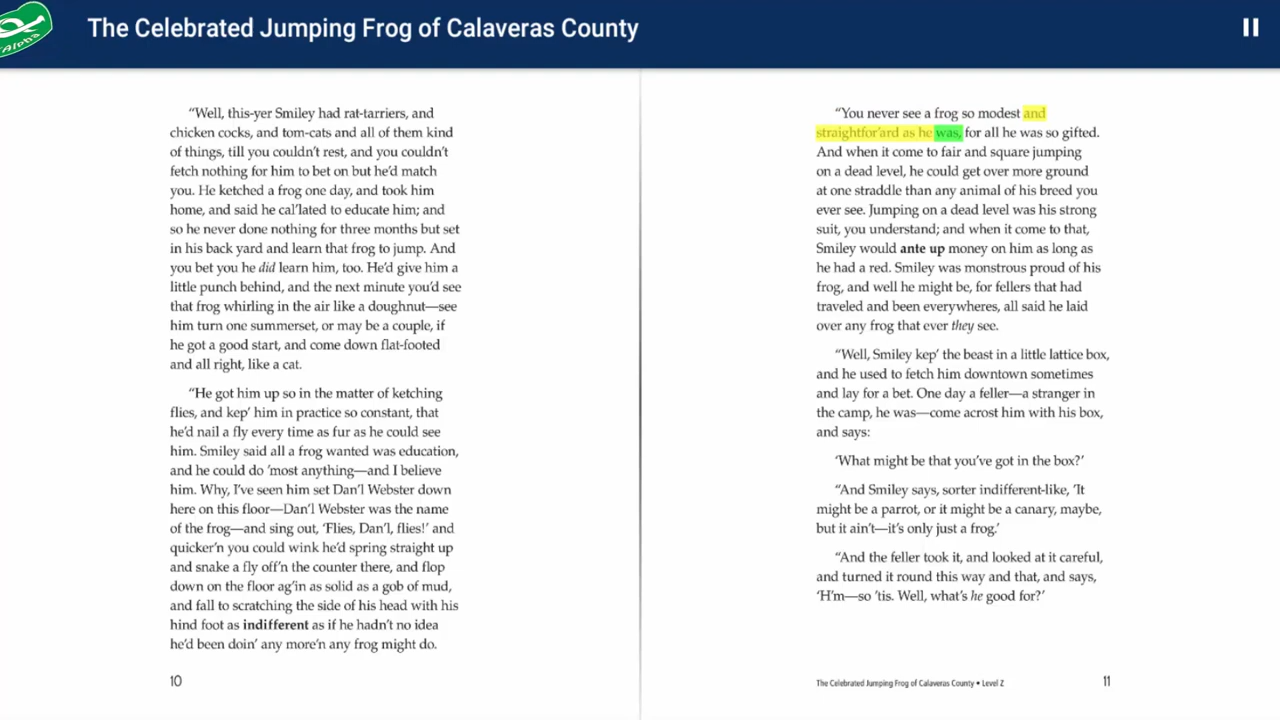 The Celebrated Jumping Frog of Calaveras County
“Well, this-yer Smiley had rat-tarriers, and
chicken cocks, and tom-cats and all of them kind
of things, till you couldn’t rest, and you couldn’t
fetch nothing for him to bet on but he’d match
you. He ketched a frog one day, and took him
home, and said he cal’lated to educate him; and
so he never done nothing for three months but set
in his back yard and learn that frog to jump. And
you bet you he did learn him, too. He’d give him a
little punch behind, and the next minute you’d see
that frog whirling in the air like a doughnut—see
him turn one summerset, or may be a couple, if
he got a good start, and come down flat-footed
and all right, like a cat.
“He got him up so in the matter of ketching
flies, and kep’ him in practice so constant, that
he’d nail a fly every time as fur as he could see
him. Smiley said all a frog wanted was education,
and he could do ’most anything—and I believe
him. Why, I’ve seen him set Dan’l Webster down
here on this floor—Dan’l Webster was the name
of the frog—and sing out, ‘Flies, Dan’l, flies!’ and
quicker’n you could wink he’d spring straight up
and snake a fly off’n the counter there, and flop
down on the floor ag’in as solid as a gob of mud,
and fall to scratching the side of his head with his
hind foot as indifferent as if he hadn’t no idea
he’d been doin’ any more’n any frog might do.
10
“You never see a frog so modest and
straightfor’ard as he was, for all he was so gifted.
And when it come to fair and square jumping
on a dead level, he could get over more ground
at one straddle than any animal of his breed you
ever see. Jumping on a dead level was his strong
suit, you understand; and when it come to that,
Smiley would ante up money on him as long as
he had a red. Smiley was monstrous proud of his
frog, and well he might be, for fellers that had
traveled and been everywheres, all said he laid
over any frog that ever they see.
“Well, Smiley kep’ the beast in a little lattice box,
and he used to fetch him downtown sometimes
and lay for a bet. One day a feller—a stranger in
the camp, he was—come acrost him with his box,
and says:
‘What might be that you’ve got in the box?’
“And Smiley says, sorter indifferent-like, ‘It
might be a parrot, or it might be a canary, maybe,
but it ain’t—it’s only just a frog.’
“And the feller took it, and looked at it careful,
and turned it round this way and that, and says,
‘H’m—so ’tis. Well, what’s he good for?’
The Celebrated Jumping Frog of Calaveras County • Level Z
11